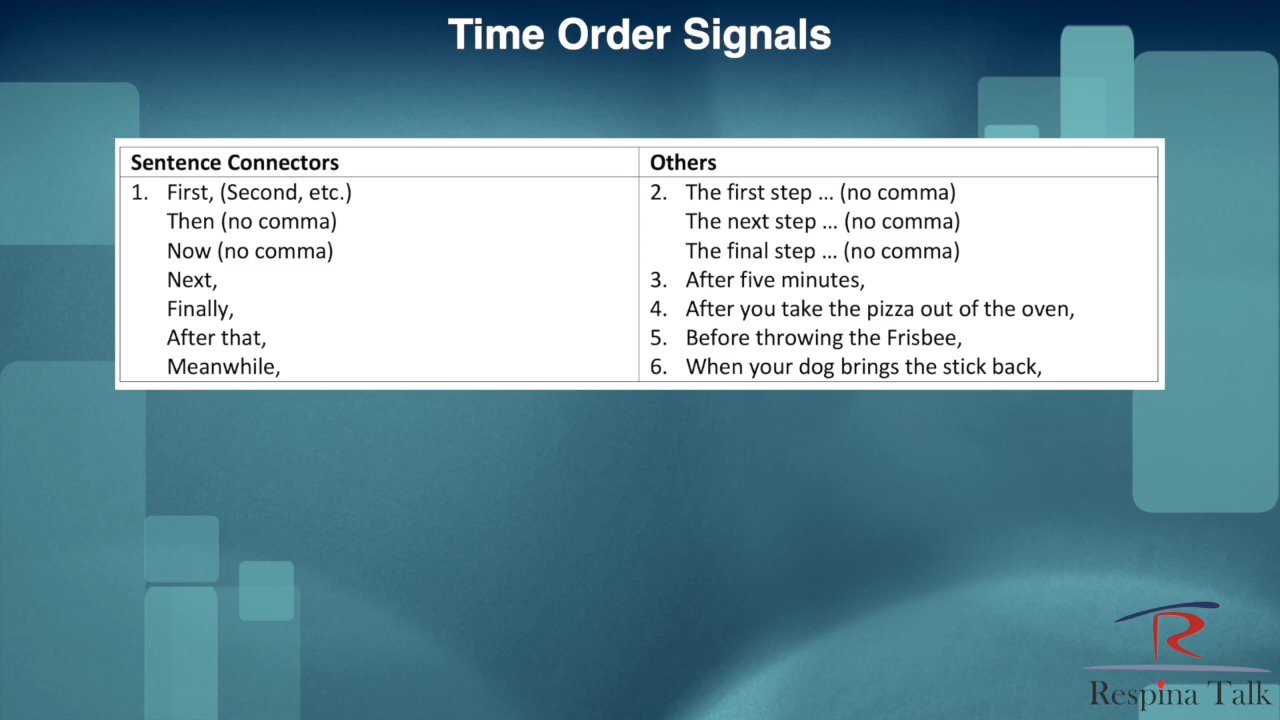 Time Order Signals
Sentence Connectors
1. First, (Second, etc.)
Then (no comma)
Now (no comma)
Next,
Finally,
After that,
Meanwhile,
Others
2. The first step ... (no comma)
The next step ... (no comma)
The final step ... (no comma)
3. After five minutes,
4. After you take the pizza out of the oven,
5. Before throwing the Frisbee,
6. When your dog brings the stick back,
R
Respina Talk